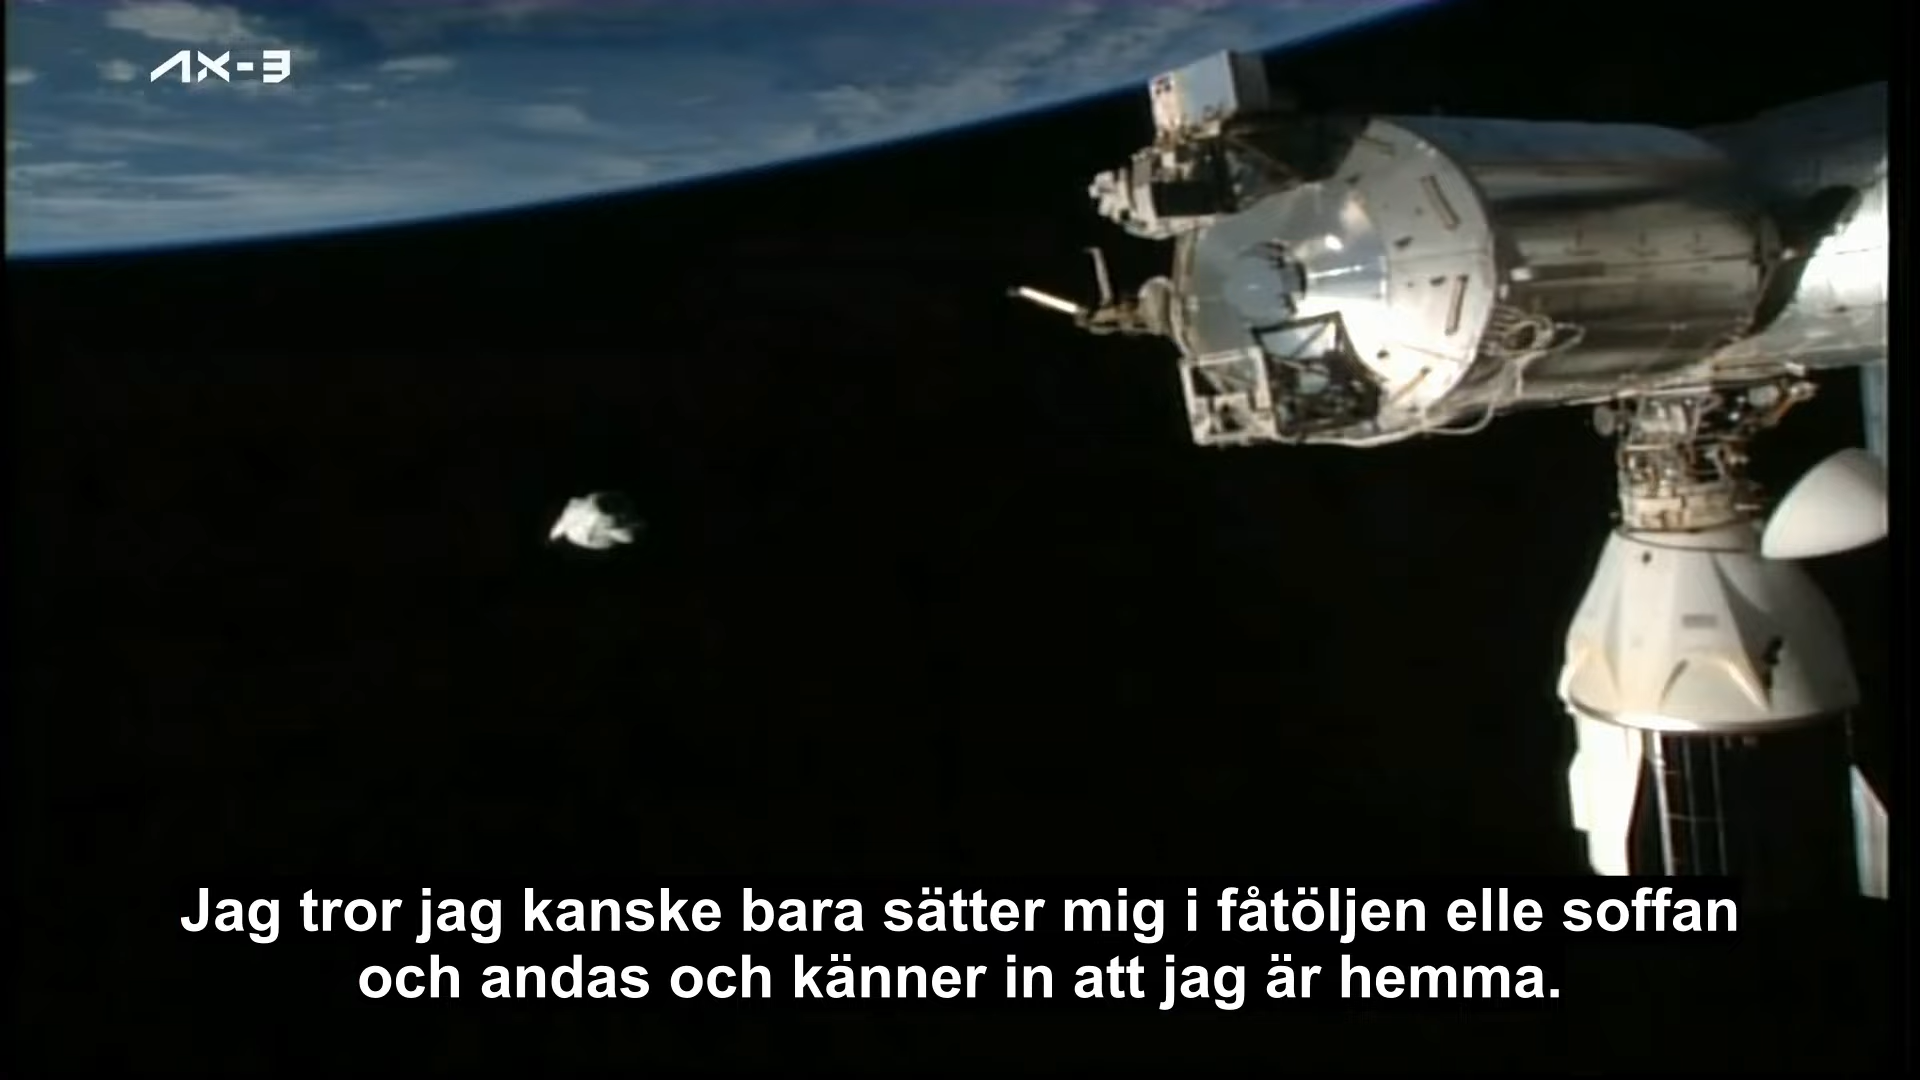 AX-3
Jag tror jag kanske bara sätter mig i fåtöljen elle soffan
och andas och känner in att jag är hemma.